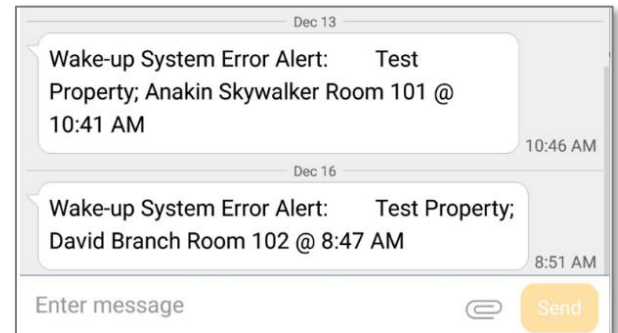 Dec 13
Wake-up System Error Alert: Test
Property; Anakin Skywalker Room 101 @
10:41 AM
10:46 AM
Dec 16
Wake-up System Error Alert: Test Property;
David Branch Room 102 @ 8:47 AM
8:51 AM
Enter message
Send